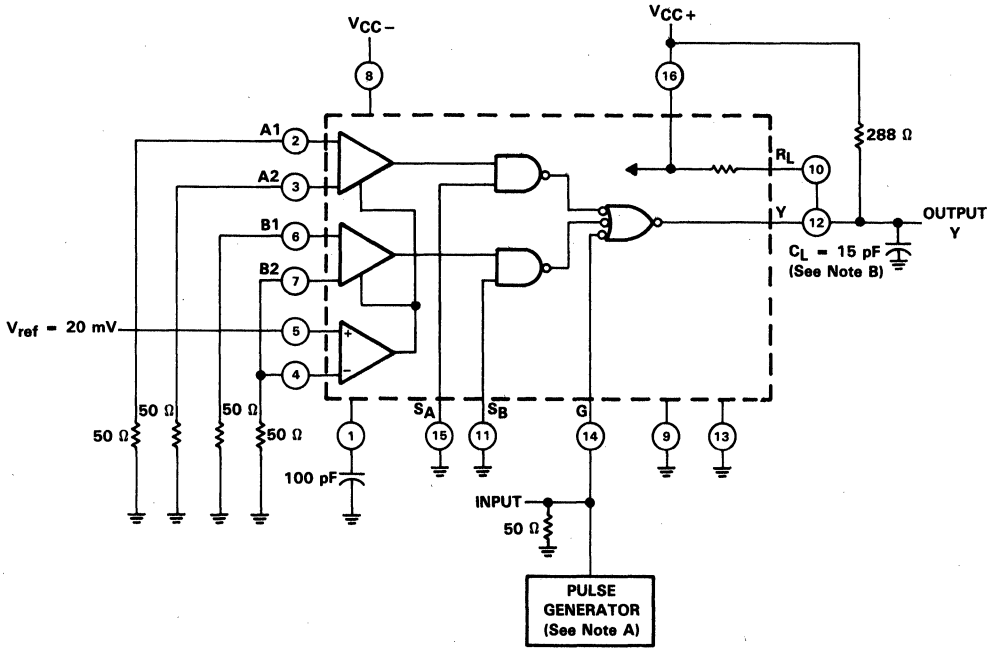 VCC−
VCC+
8
16
288 Ω
A1
2
RL
10
A2
3
Y
12
OUTPUT
Y
B1
6
CL = 15 pF
(See Note B)
B2
7
Vref = 20 mV
5
+
4
−
50 Ω
50 Ω
50 Ω
50 Ω
SA
SB
G
1
15
11
14
9
13
100 pF
INPUT
50 Ω
PULSE
GENERATOR
(See Note A)